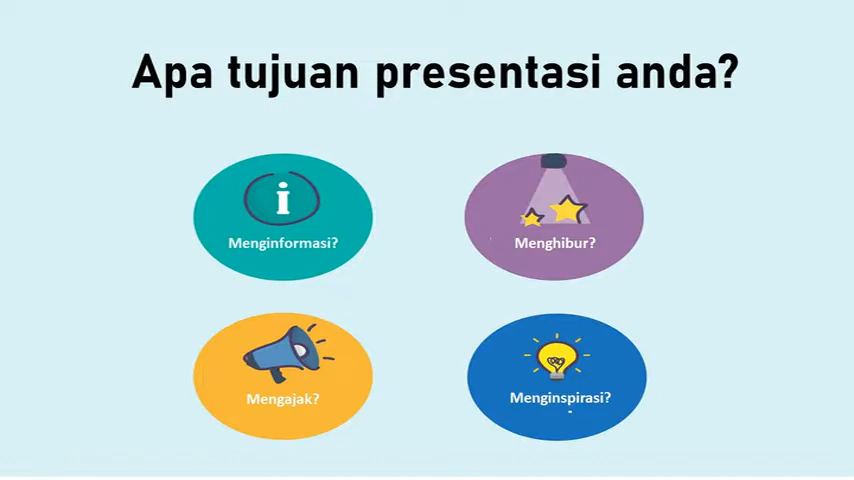 Apa tujuan presentasi anda?
i
Menginformasi?
Menghibur?
Mengajak?
Menginspirasi?